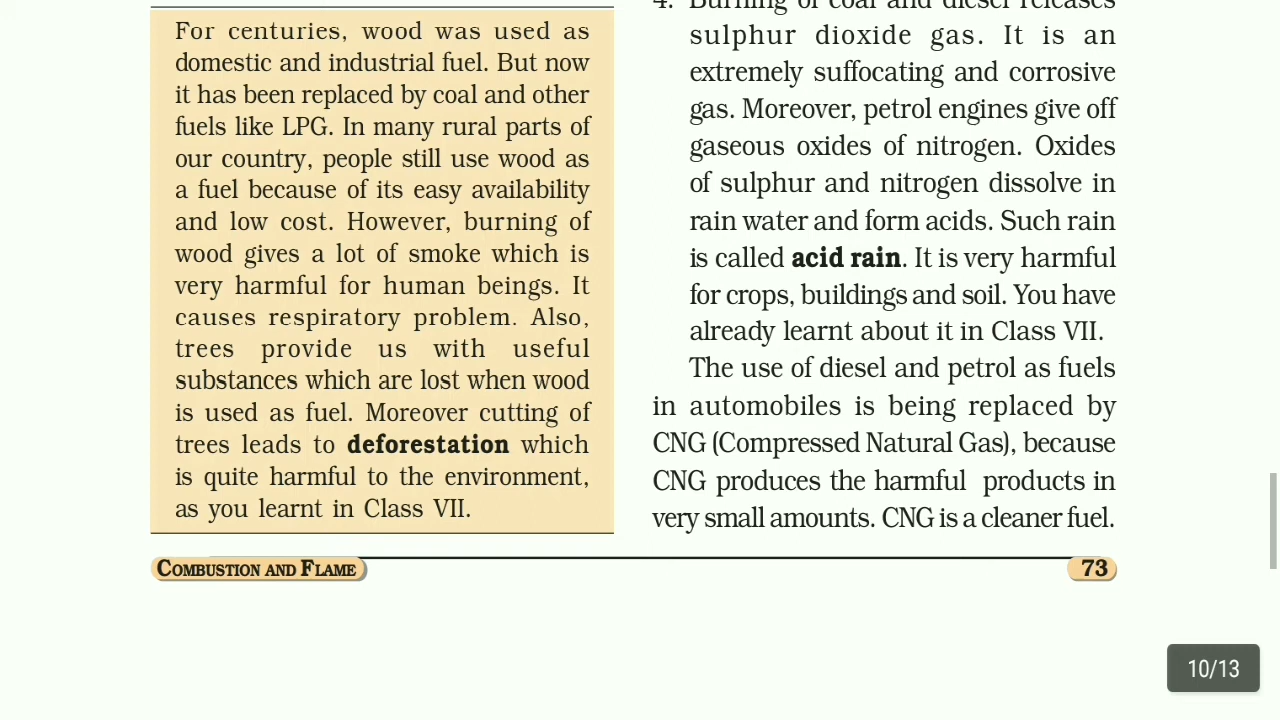 For centuries, wood was used as
domestic and industrial fuel. But now
it has been replaced by coal and other
fuels like LPG. In many rural parts of
our country, people still use wood as
a fuel because of its easy availability
and low cost. However, burning of
wood gives a lot of smoke which is
very harmful for human beings. It
causes respiratory problem. Also,
trees provide us with useful
substances which are lost when wood
is used as fuel. Moreover cutting of
trees leads to deforestation which
is quite harmful to the environment,
as you learnt in Class VII.
4. Burning of coal and diesel releases
sulphur dioxide gas. It is an
extremely suffocating and corrosive
gas. Moreover, petrol engines give off
gaseous oxides of nitrogen. Oxides
of sulphur and nitrogen dissolve in
rain water and form acids. Such rain
is called acid rain. It is very harmful
for crops, buildings and soil. You have
already learnt about it in Class VII.
The use of diesel and petrol as fuels
in automobiles is being replaced by
CNG (Compressed Natural Gas), because
CNG produces the harmful products in
very small amounts. CNG is a cleaner fuel.
COMBUSTION AND FLAME
73
10/13